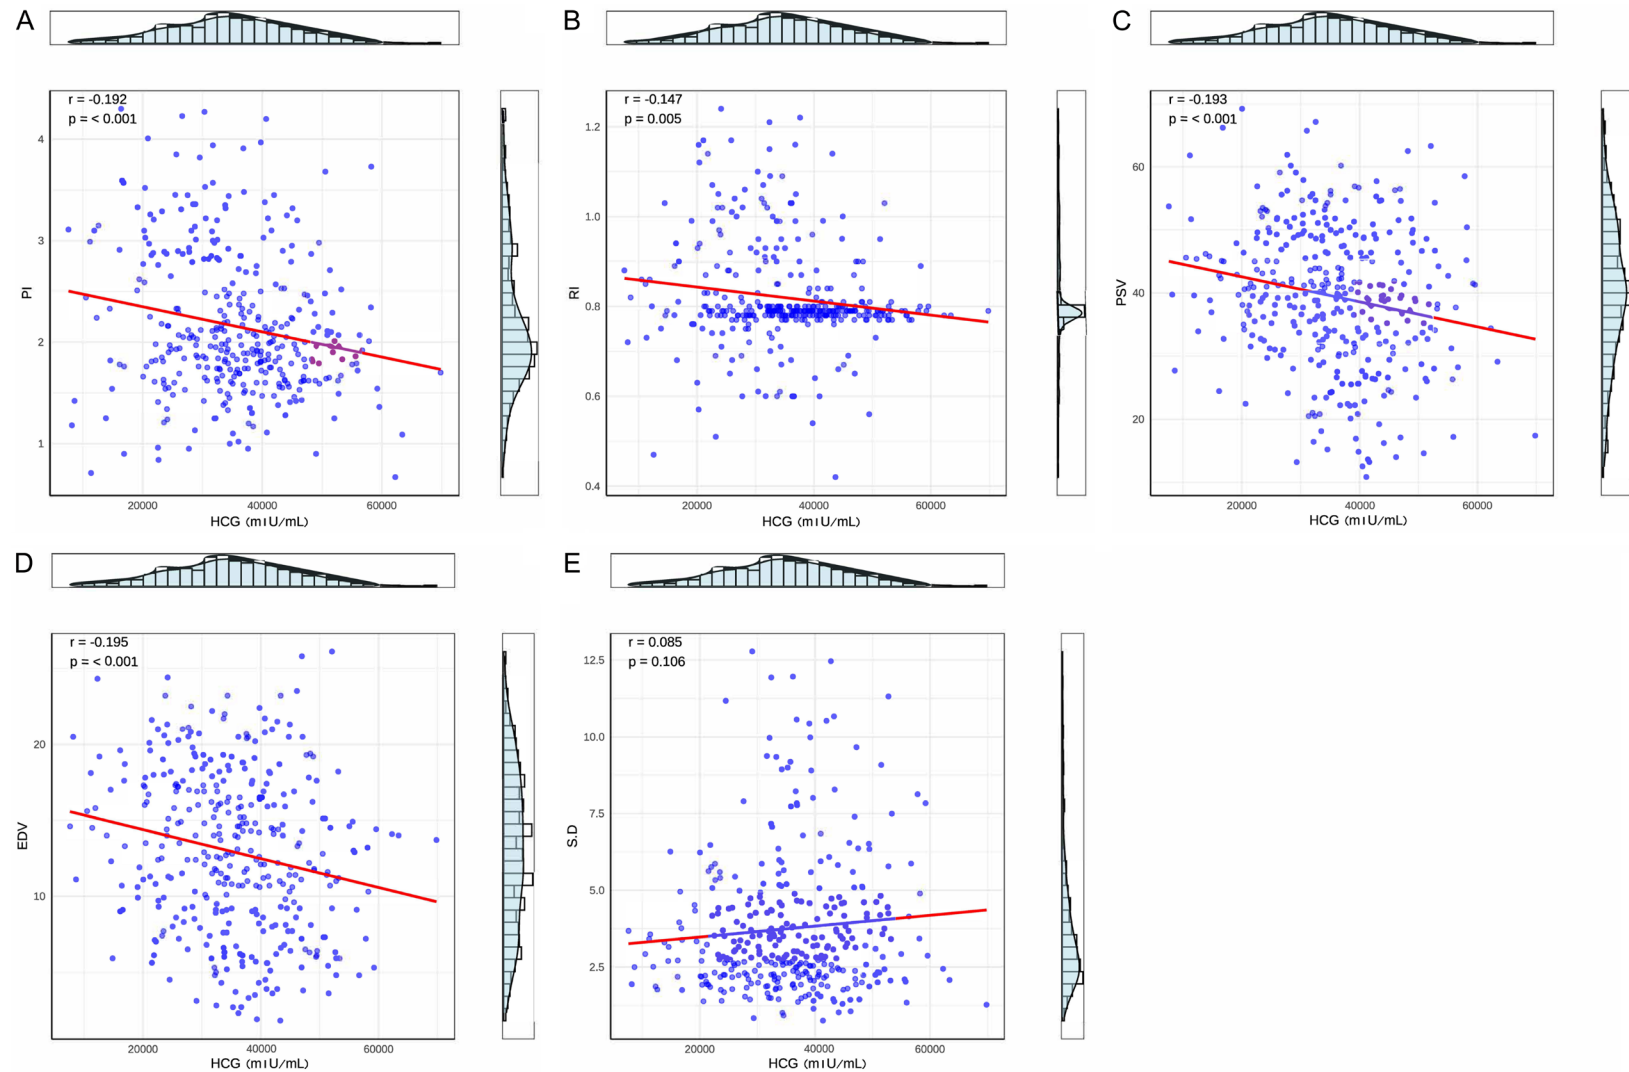 A
r = -0.192
p = < 0.001
4
3
2
1
PI
20000 40000 60000
HCG (mIU/mL)
B
r = -0.147
p = 0.005
1.2
1.0
0.8
0.6
0.4
RI
20000 40000 60000
HCG (mIU/mL)
C
r = -0.193
p = < 0.001
60
40
20
PSV
20000 40000 60000
HCG (mIU/mL)
D
r = -0.195
p = < 0.001
20
10
EDV
20000 40000 60000
HCG (mIU/mL)
E
r = 0.085
p = 0.106
12.5
10.0
7.5
5.0
2.5
S.D
20000 40000 60000
HCG (mIU/mL)